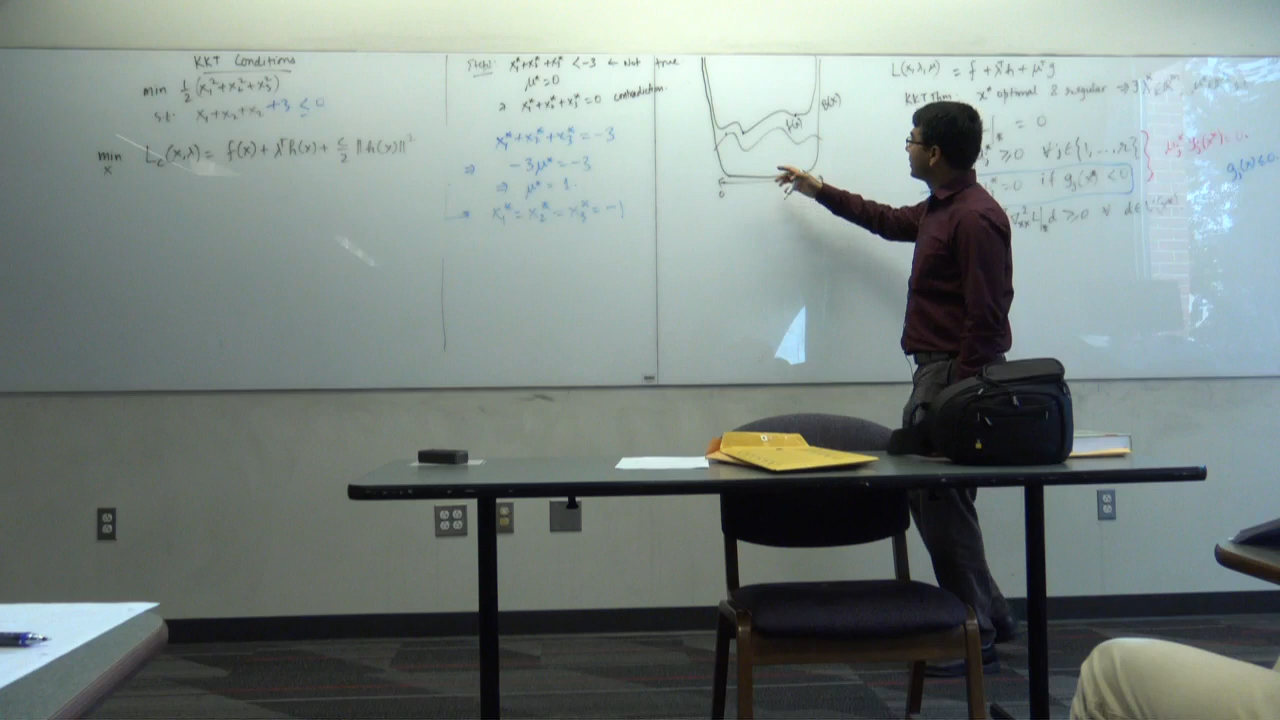 KKT Conditions
min ½ (x₁² + x₂² + x₃²)
s.t. x₁ + x₂ + x₃ + 3 ≤ 0
min L_c(x,λ) = f(x) + λᵀh(x) + c/2 ‖h(x)‖²
x
x₁* + x₂* + x₃* < -3 ← Not true
μ* = 0
⇒ x₁* + x₂* + x₃* = 0 contradiction.
x₁* + x₂* + x₃* = -3
⇒ -3μ* = -3
⇒ μ* = 1.
⇒ x₁* = x₂* = x₃* = -1
f(x)
B(x)
0
L(x,λ,μ) = f + λᵀh + μᵀg
KKT Thm: x* optimal & regular ⇒ ∃
= 0
≥ 0 ∀ j∈{1,...,r}
μⱼ* gⱼ(x*) = 0.
= 0 if gⱼ(x*) < 0
gⱼ(x) ≤ 0
d ≥ 0 ∀